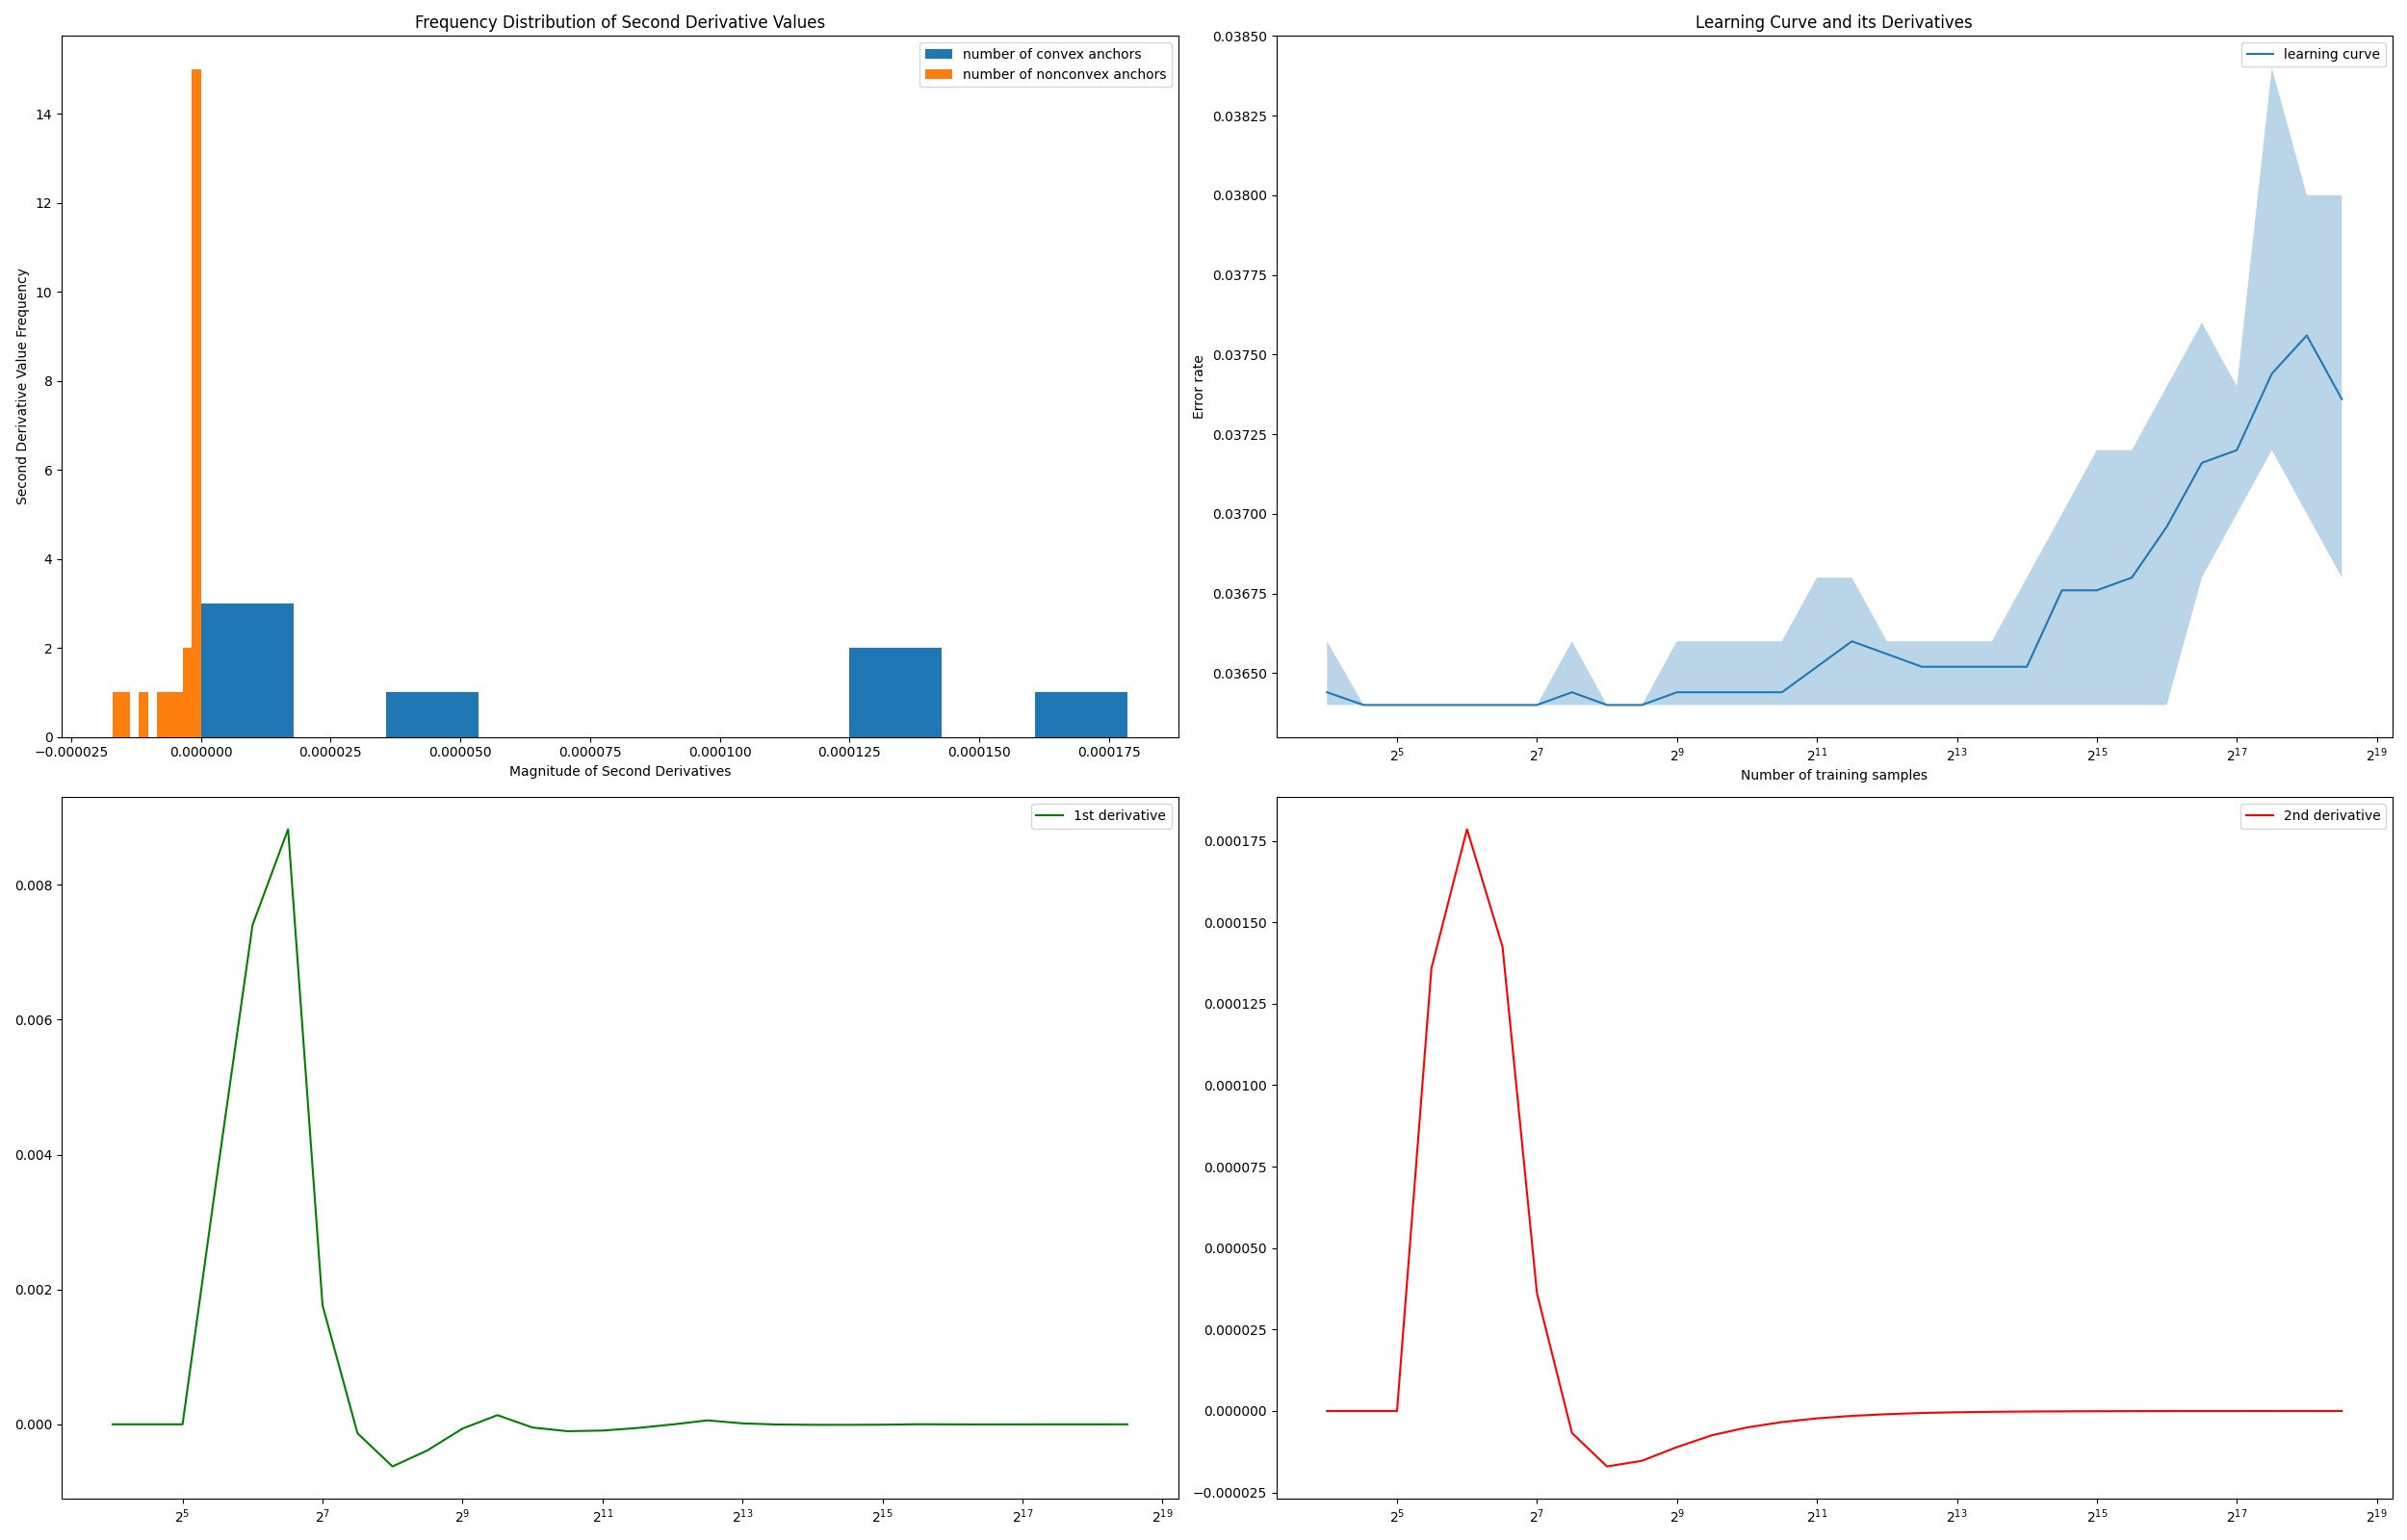 Frequency Distribution of Second Derivative Values
number of convex anchors
number of nonconvex anchors
Second Derivative Value Frequency
14
12
10
8
6
4
2
0
−0.000025 0.000000 0.000025 0.000050 0.000075 0.000100 0.000125 0.000150 0.000175
Magnitude of Second Derivatives
Learning Curve and its Derivatives
learning curve
Error rate
0.03850
0.03825
0.03800
0.03775
0.03750
0.03725
0.03700
0.03675
0.03650
2^5 2^7 2^9 2^11 2^13 2^15 2^17 2^19
Number of training samples
1st derivative
0.008
0.006
0.004
0.002
0.000
2^5 2^7 2^9 2^11 2^13 2^15 2^17 2^19
2nd derivative
0.000175
0.000150
0.000125
0.000100
0.000075
0.000050
0.000025
0.000000
−0.000025
2^5 2^7 2^9 2^11 2^13 2^15 2^17 2^19